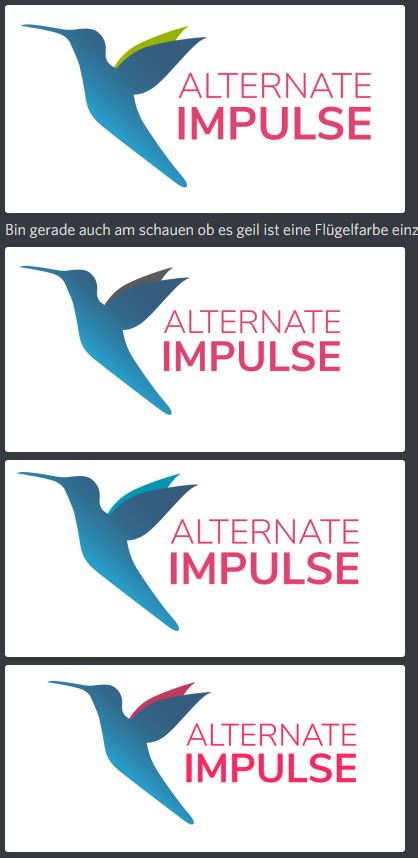 ALTERNATE
IMPULSE
Bin gerade auch am schauen ob es geil ist eine Flügelfarbe einz
ALTERNATE
IMPULSE
ALTERNATE
IMPULSE
ALTERNATE
IMPULSE